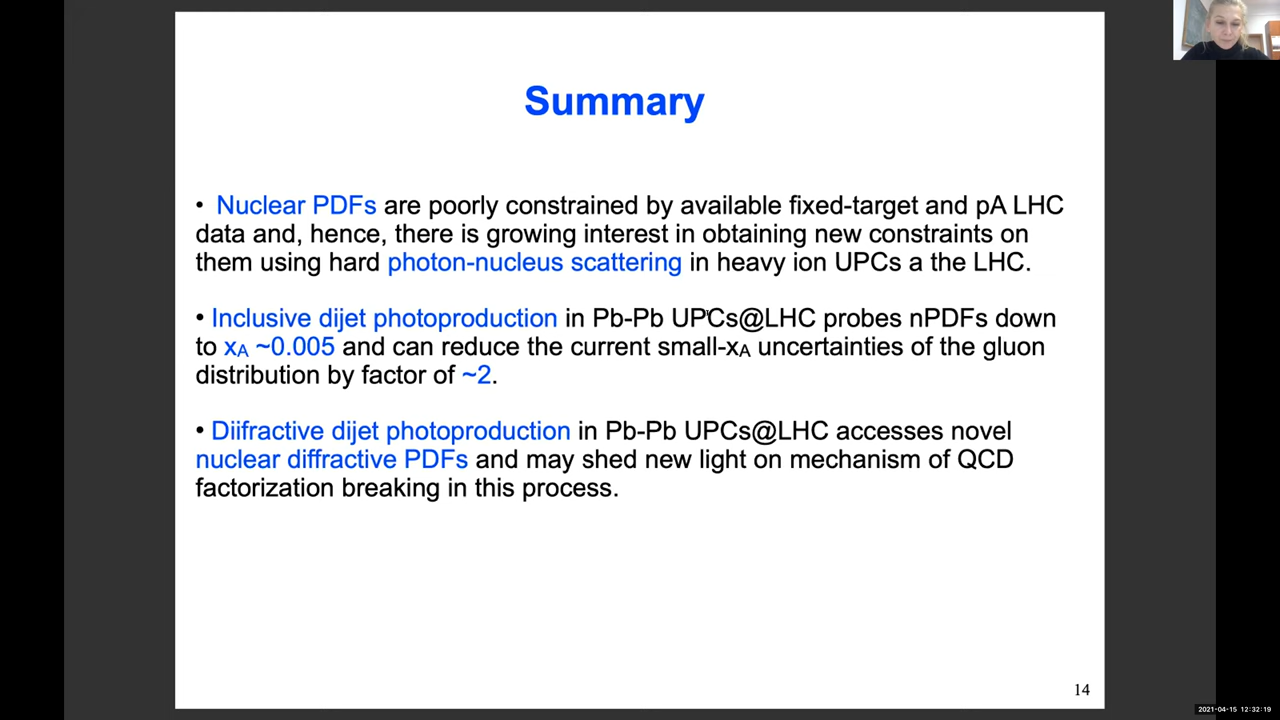 Summary
• Nuclear PDFs are poorly constrained by available fixed-target and pA LHC
data and, hence, there is growing interest in obtaining new constraints on
them using hard photon-nucleus scattering in heavy ion UPCs a the LHC.
• Inclusive dijet photoproduction in Pb-Pb UPCs@LHC probes nPDFs down
to xA ~0.005 and can reduce the current small-xA uncertainties of the gluon
distribution by factor of ~2.
• Diifractive dijet photoproduction in Pb-Pb UPCs@LHC accesses novel
nuclear diffractive PDFs and may shed new light on mechanism of QCD
factorization breaking in this process.
14
2021-04-15 12:32:19